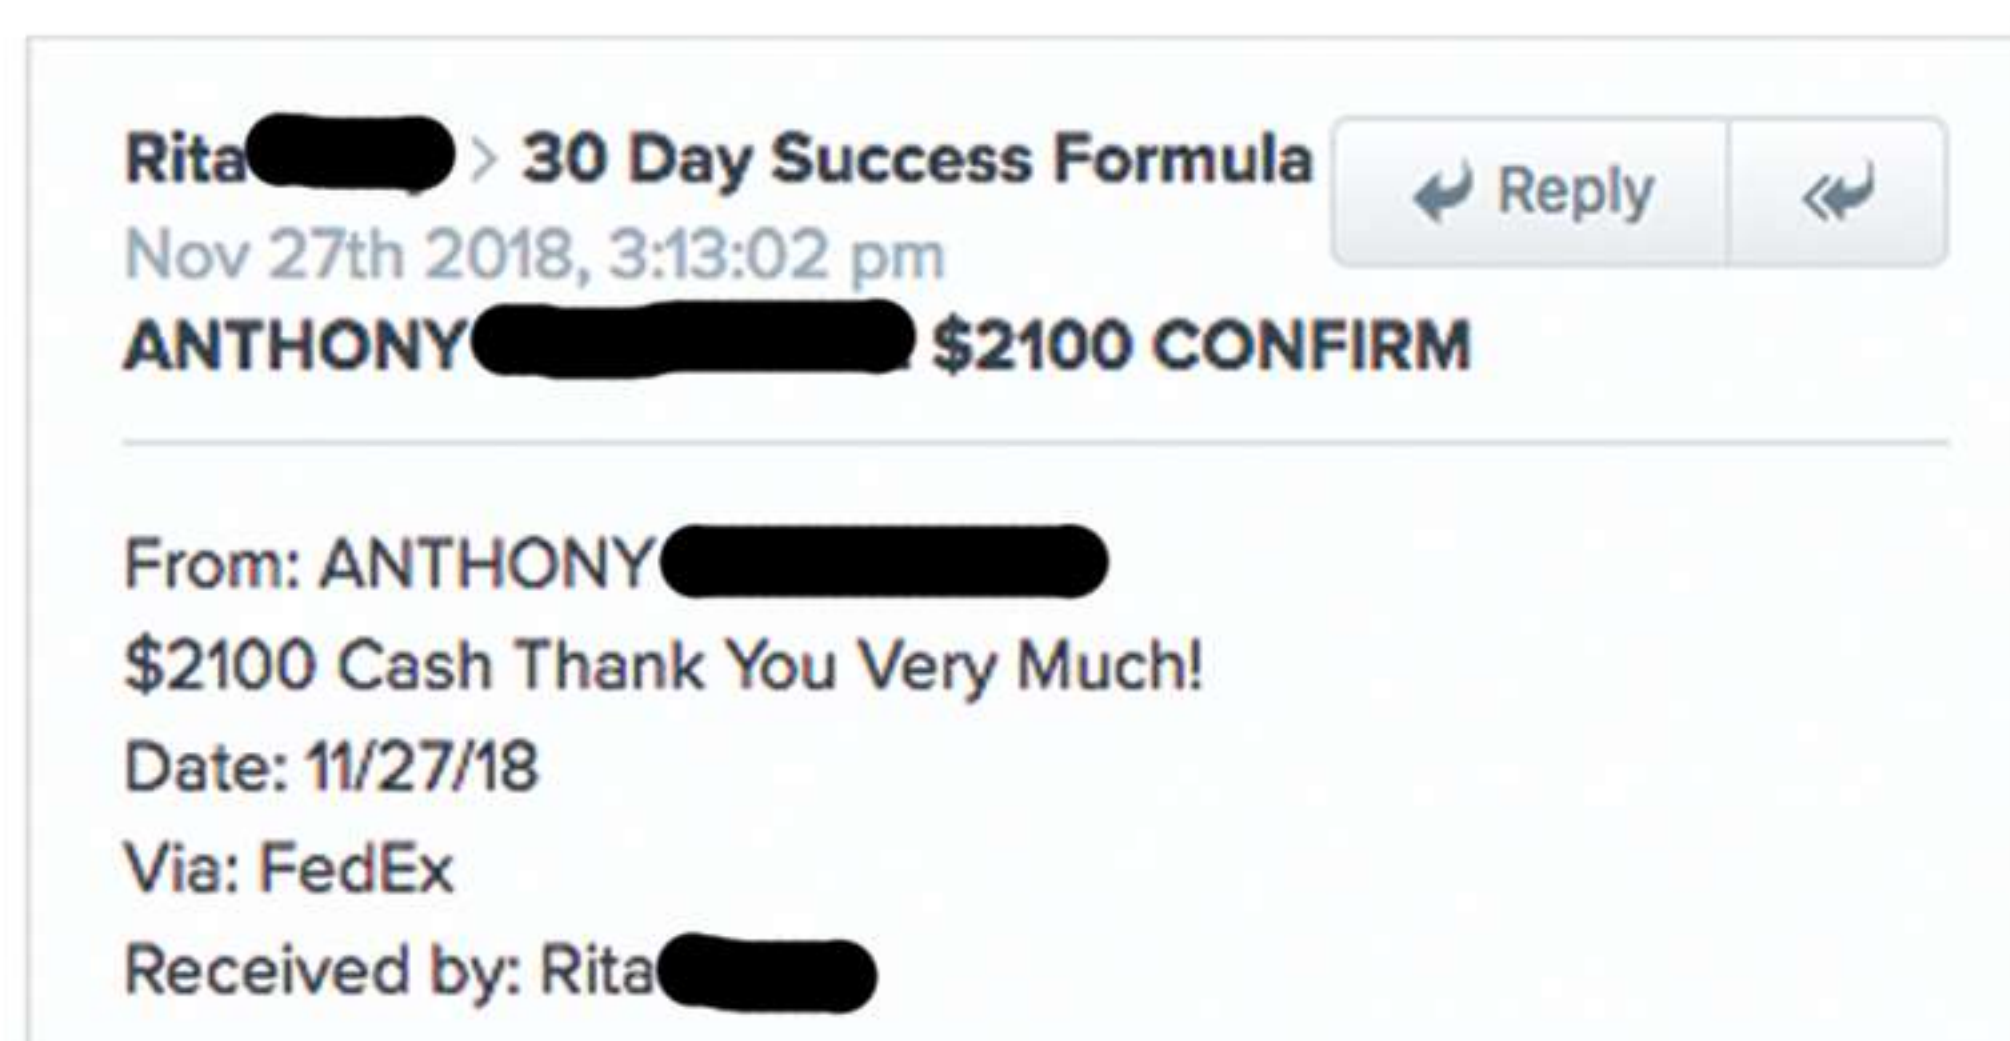 Rita > 30 Day Success Formula
Reply
Nov 27th 2018, 3:13:02 pm
ANTHONY $2100 CONFIRM
From: ANTHONY
$2100 Cash Thank You Very Much!
Date: 11/27/18
Via: FedEx
Received by: Rita